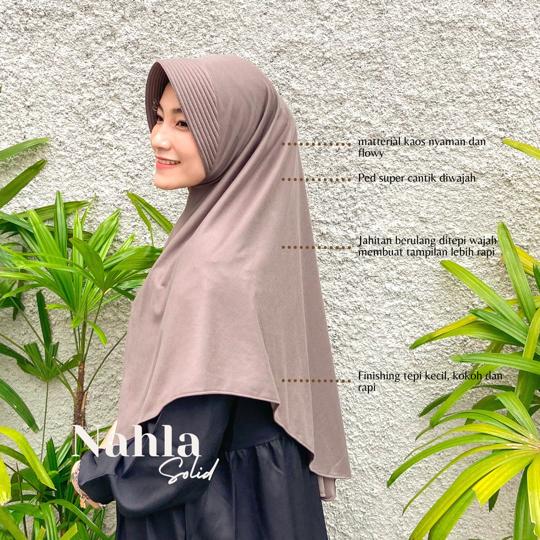 matterial kaos nyaman dan
flowy
Ped super cantik diwajah
Jahitan berulang ditepi wajah
membuat tampilan lebih rapi
Finishing tepi kecil, kokoh dan
rapi
Nahla
Solid